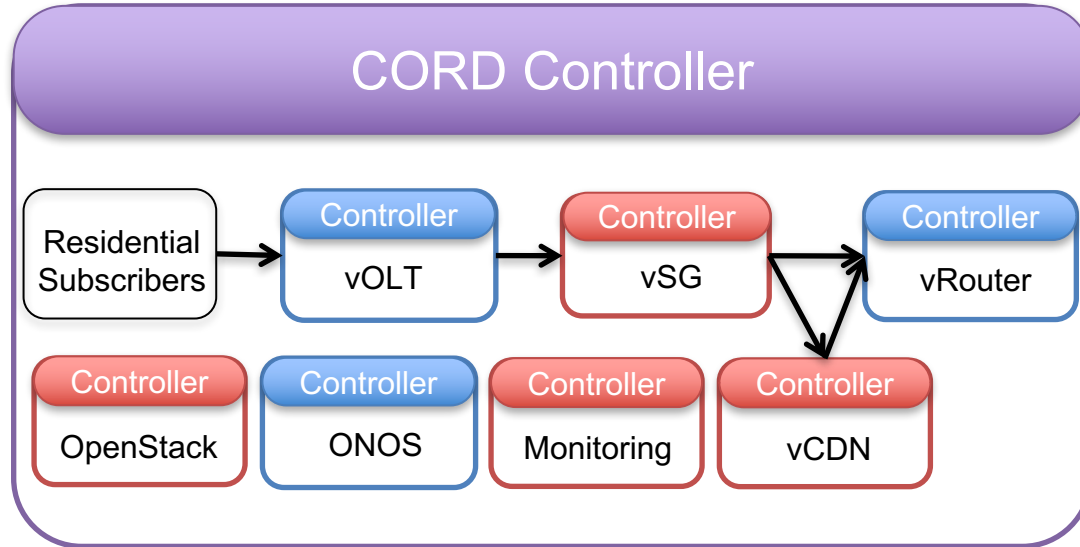 CORD Controller
Residential
Subscribers
Controller
vOLT
Controller
vSG
Controller
vRouter
Controller
OpenStack
Controller
ONOS
Controller
Monitoring
Controller
vCDN